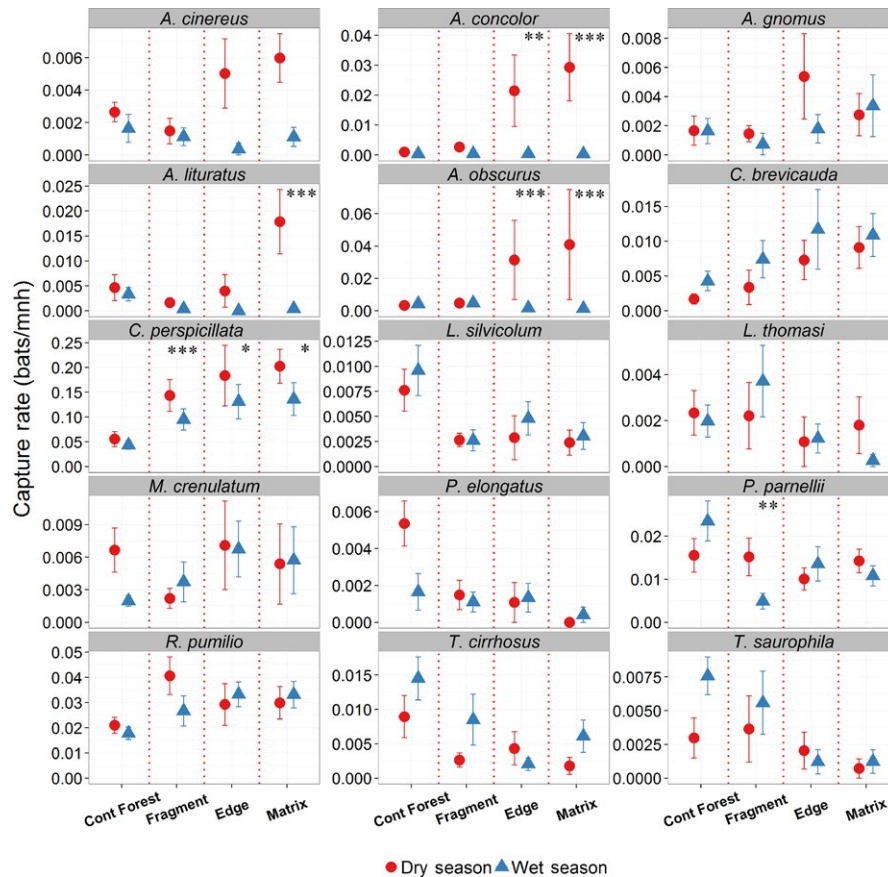 A. cinereus A. concolor A. gnomus
0.006 0.04 ** *** 0.008
0.03 0.006
0.004 0.02 0.004
0.002 0.01 0.002
0.000 0.00 0.000
A. lituratus A. obscurus C. brevicauda
0.025 *** *** ***
0.020 0.06 0.015
0.015 0.04 0.010
0.010 0.02 0.005
0.005
0.000 0.00 0.000
C. perspicillata L. silvicolum L. thomasi
0.25 *** * * 0.0125
0.20 0.0100 0.004
0.15 0.0075
0.10 0.0050 0.002
0.05 0.0025
0.00 0.0000 0.000
M. crenulatum P. elongatus P. parnellii
0.009 0.006 **
0.006 0.004 0.02
0.003 0.002 0.01
0.000 0.000 0.00
R. pumilio T. cirrhosus T. saurophila
0.05 0.015 0.0075
0.04
0.03 0.010 0.0050
0.02 0.005 0.0025
0.01
0.00 0.000 0.0000
Capture rate (bats/mnh)
Cont Forest Fragment Edge Matrix Cont Forest Fragment Edge Matrix Cont Forest Fragment Edge Matrix
Dry season Wet season